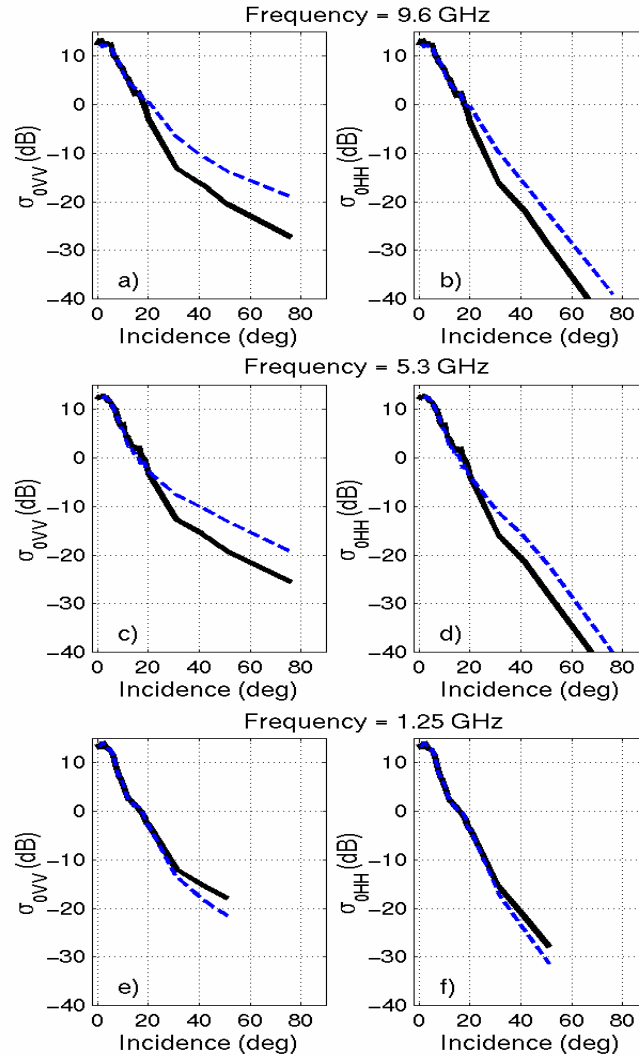 Frequency = 9.6 GHz
10
0
−10
−20
−30
−40
σ0VV (dB)
a)
0 20 40 60 80
Incidence (deg)
10
0
−10
−20
−30
−40
σ0HH (dB)
b)
0 20 40 60 80
Incidence (deg)
Frequency = 5.3 GHz
10
0
−10
−20
−30
−40
σ0VV (dB)
c)
0 20 40 60 80
Incidence (deg)
10
0
−10
−20
−30
−40
σ0HH (dB)
d)
0 20 40 60 80
Incidence (deg)
Frequency = 1.25 GHz
10
0
−10
−20
−30
−40
σ0VV (dB)
e)
0 20 40 60 80
Incidence (deg)
10
0
−10
−20
−30
−40
σ0HH (dB)
f)
0 20 40 60 80
Incidence (deg)